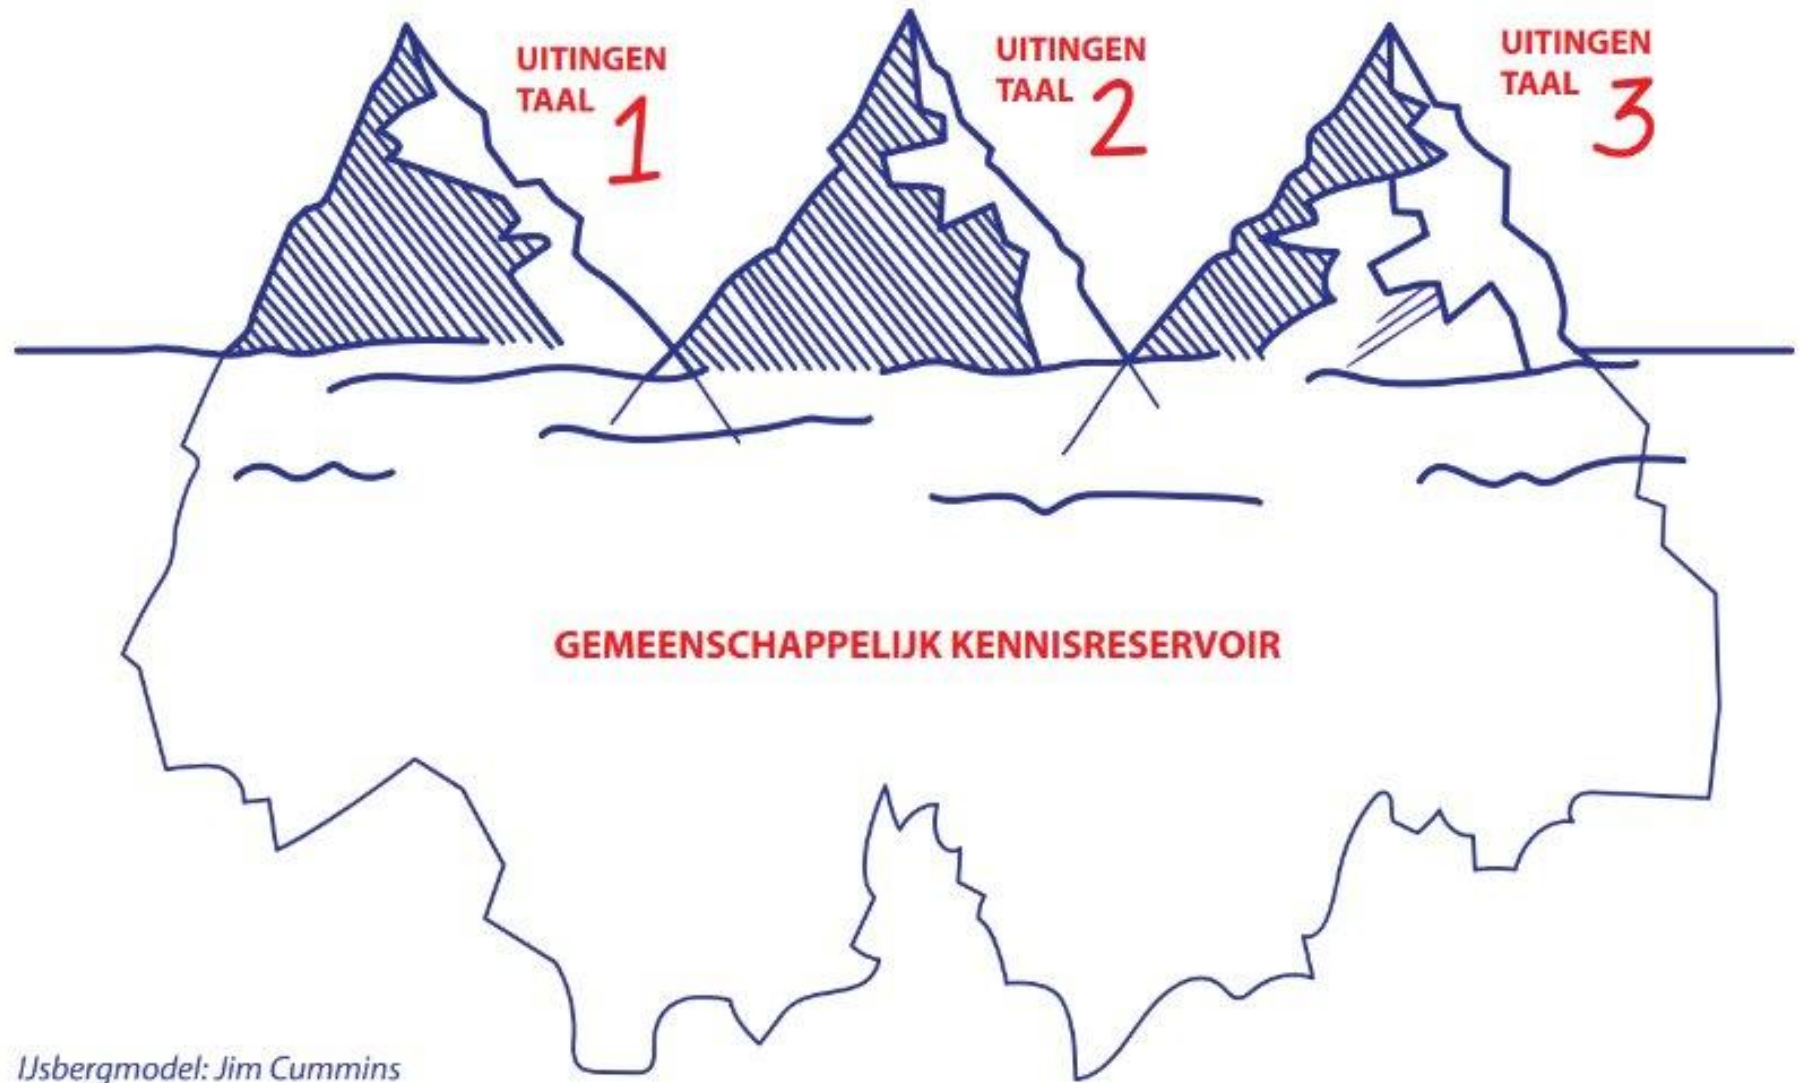 UITINGEN
TAAL 1
UITINGEN
TAAL 2
UITINGEN
TAAL 3
GEMEENSCHAPPELIJK KENNISRESERVOIR
IJsbergmodel: Jim Cummins